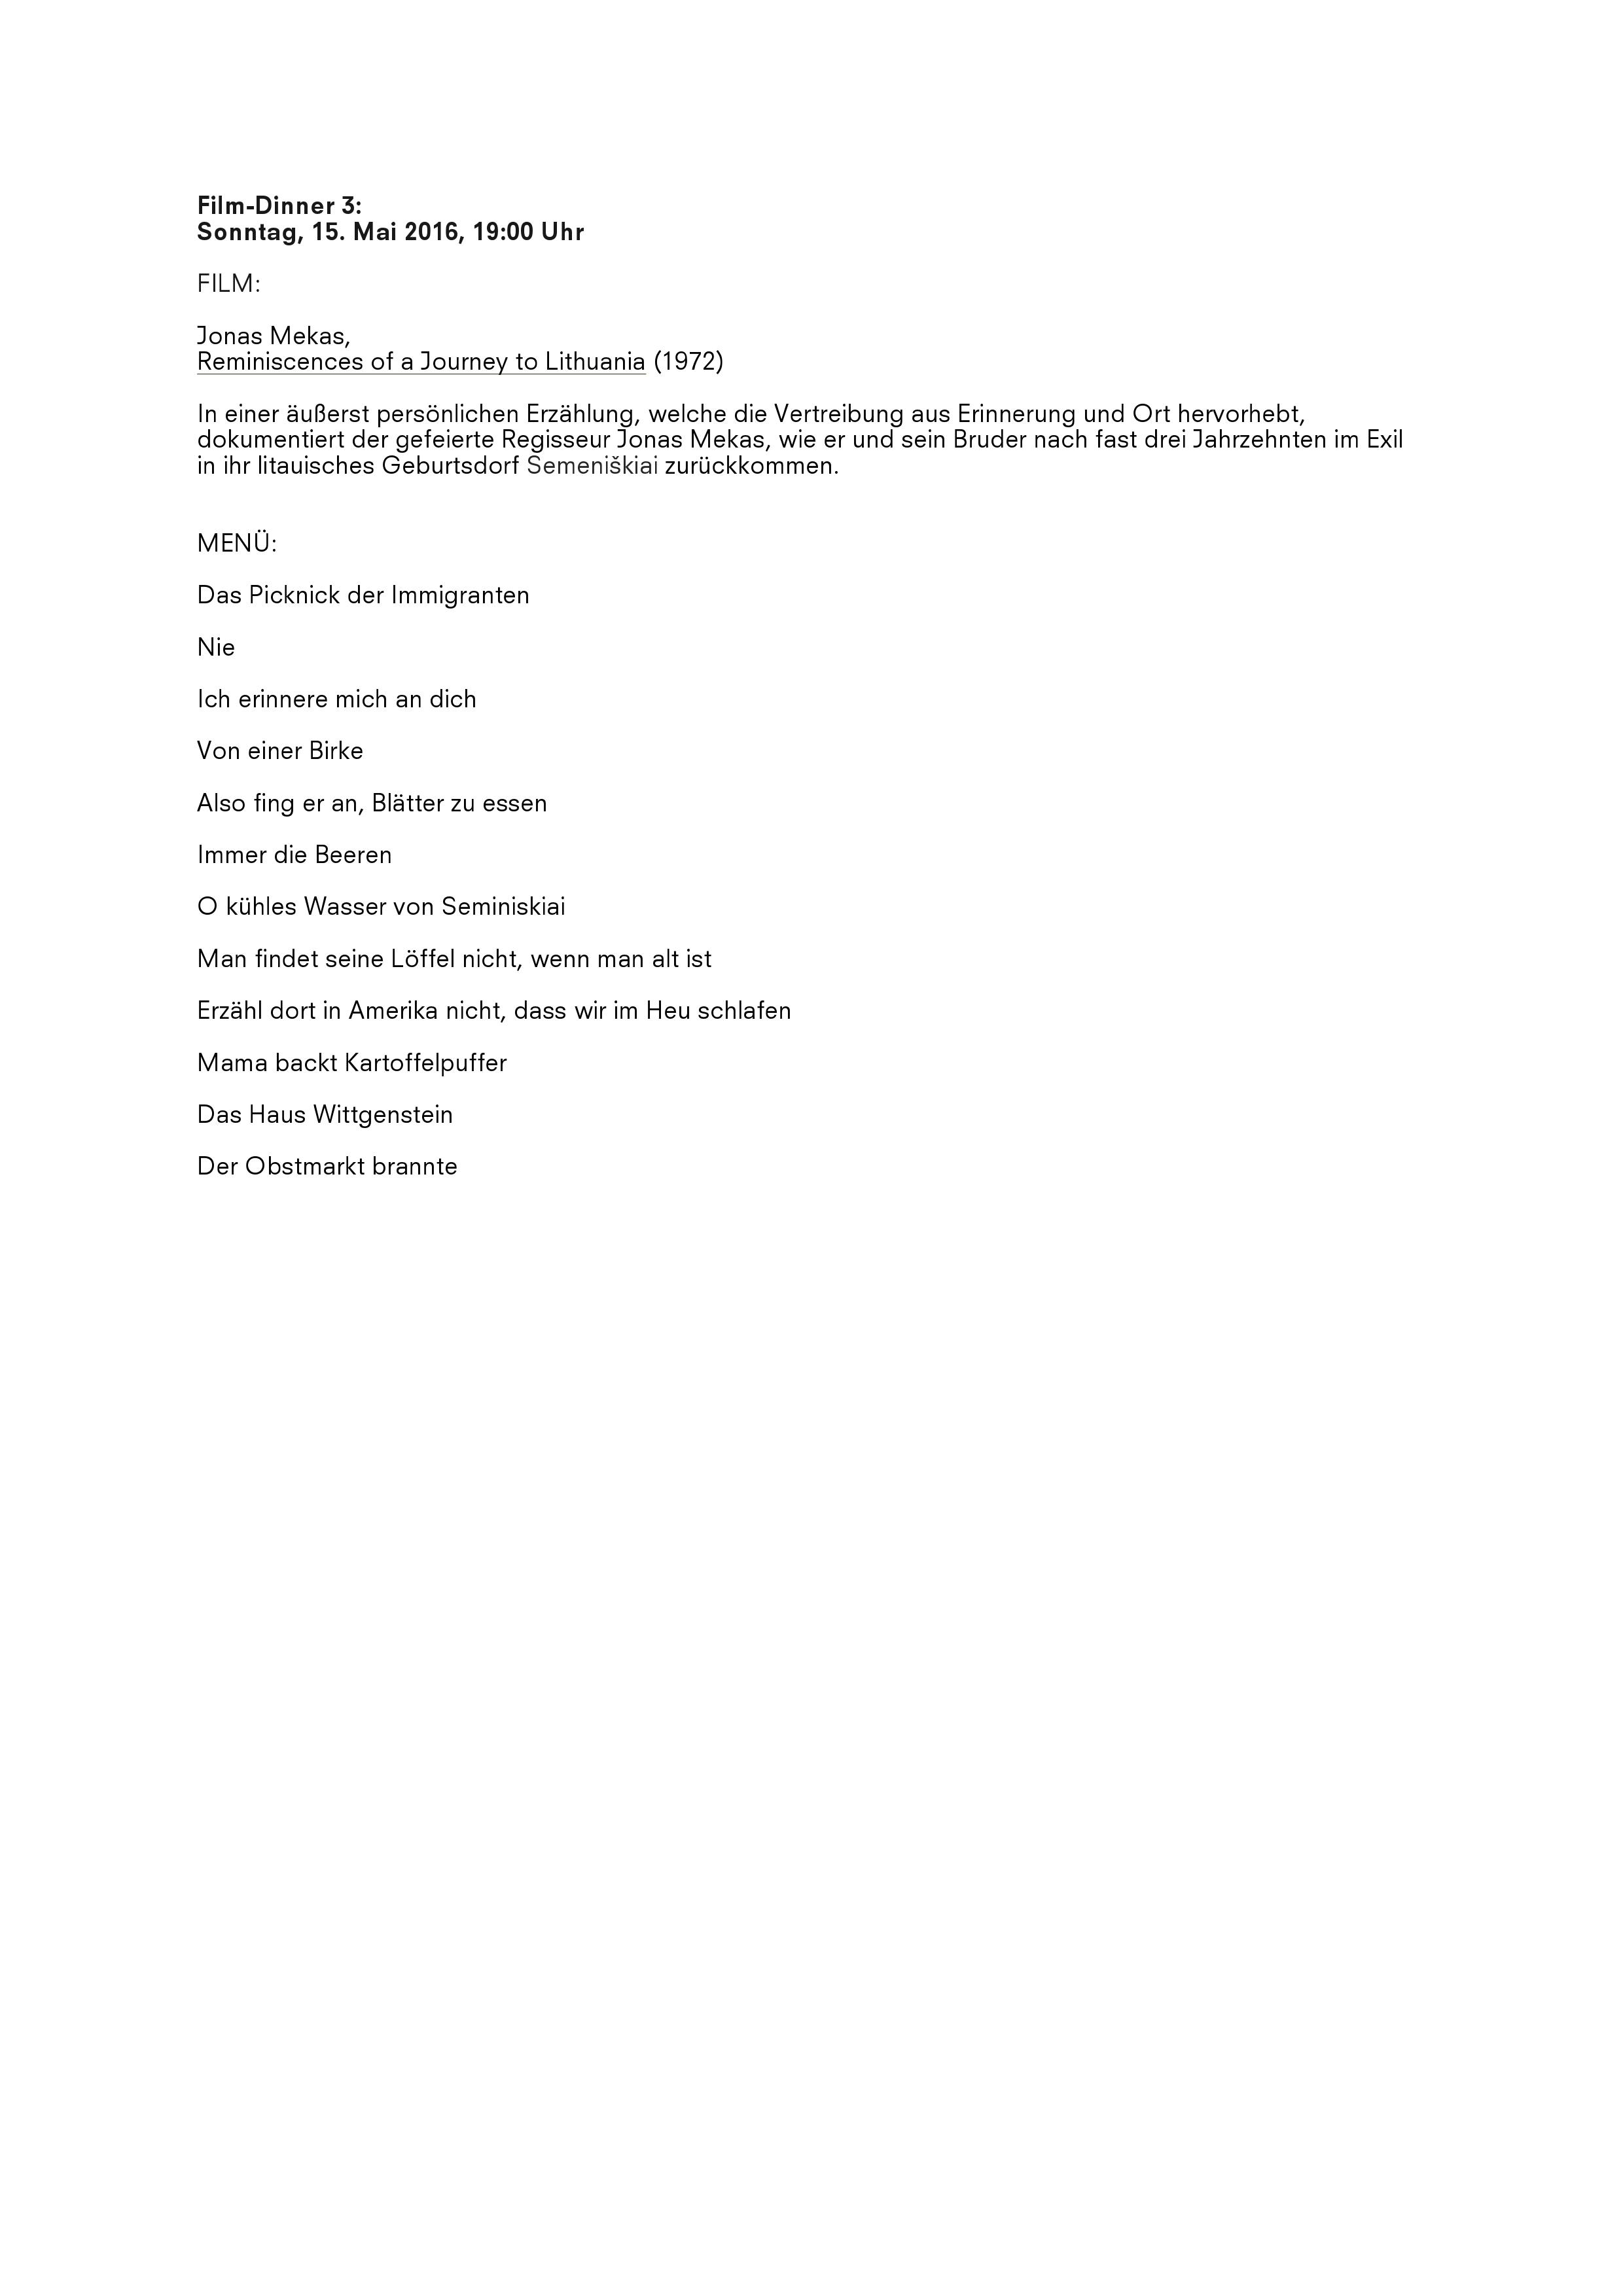 Film-Dinner 3:
Sonntag, 15. Mai 2016, 19:00 Uhr
FILM:
Jonas Mekas,
Reminiscences of a Journey to Lithuania (1972)
In einer äußerst persönlichen Erzählung, welche die Vertreibung aus Erinnerung und Ort hervorhebt,
dokumentiert der gefeierte Regisseur Jonas Mekas, wie er und sein Bruder nach fast drei Jahrzehnten im Exil
in ihr litauisches Geburtsdorf Semeniškiai zurückkommen.
MENÜ:
Das Picknick der Immigranten
Nie
Ich erinnere mich an dich
Von einer Birke
Also fing er an, Blätter zu essen
Immer die Beeren
O kühles Wasser von Seminiskiai
Man findet seine Löffel nicht, wenn man alt ist
Erzähl dort in Amerika nicht, dass wir im Heu schlafen
Mama backt Kartoffelpuffer
Das Haus Wittgenstein
Der Obstmarkt brannte